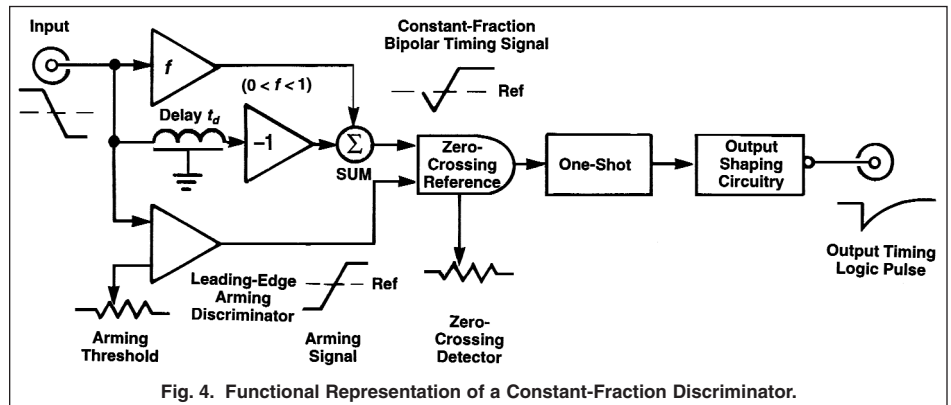 Input
f
(0 < f < 1)
Constant-Fraction
Bipolar Timing Signal
Ref
Delay td
−1
Σ
SUM
Zero-
Crossing
Reference
One-Shot
Output
Shaping
Circuitry
Output Timing
Logic Pulse
Leading-Edge
Arming
Discriminator
Ref
Arming
Threshold
Arming
Signal
Zero-
Crossing
Detector
Fig. 4. Functional Representation of a Constant-Fraction Discriminator.